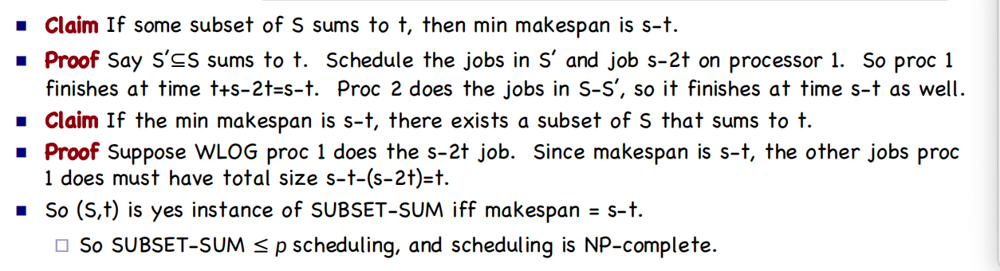 Claim If some subset of S sums to t, then min makespan is s-t.
Proof Say S'⊆S sums to t. Schedule the jobs in S' and job s-2t on processor 1. So proc 1
finishes at time t+s-2t=s-t. Proc 2 does the jobs in S-S', so it finishes at time s-t as well.
Claim If the min makespan is s-t, there exists a subset of S that sums to t.
Proof Suppose WLOG proc 1 does the s-2t job. Since makespan is s-t, the other jobs proc
1 does must have total size s-t-(s-2t)=t.
So (S,t) is yes instance of SUBSET-SUM iff makespan = s-t.
So SUBSET-SUM ≤ p scheduling, and scheduling is NP-complete.